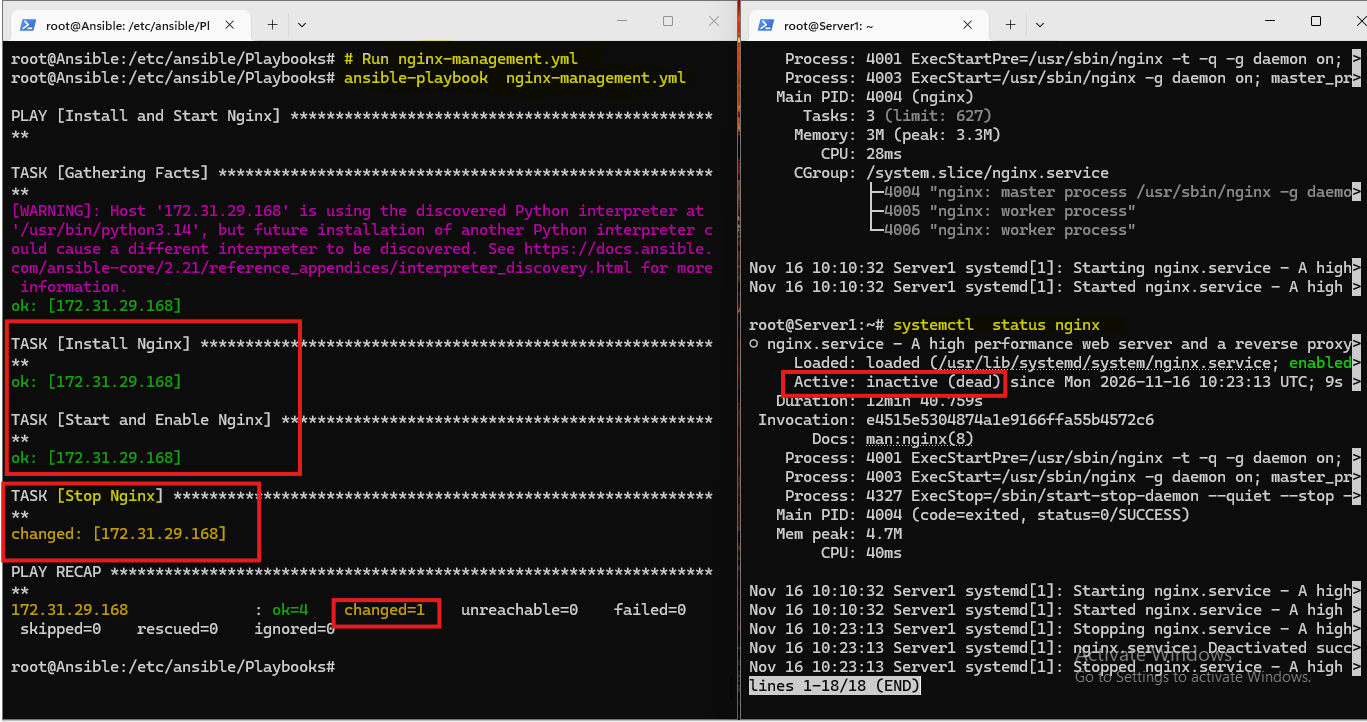 root@Ansible: /etc/ansible/Pl
root@Ansible:/etc/ansible/Playbooks# # Run nginx-management.yml
root@Ansible:/etc/ansible/Playbooks# ansible-playbook  nginx-management.yml
PLAY [Install and Start Nginx] ***********************************************
**
TASK [Gathering Facts] *******************************************************
**
[WARNING]: Host '172.31.29.168' is using the discovered Python interpreter at
'/usr/bin/python3.14', but future installation of another Python interpreter c
ould cause a different interpreter to be discovered. See https://docs.ansible.
com/ansible-core/2.21/reference_appendices/interpreter_discovery.html for more
 information.
ok: [172.31.29.168]
TASK [Install Nginx] *********************************************************
**
ok: [172.31.29.168]
TASK [Start and Enable Nginx] ************************************************
**
ok: [172.31.29.168]
TASK [Stop Nginx] ************************************************************
**
changed: [172.31.29.168]
PLAY RECAP *******************************************************************
**
172.31.29.168              : ok=4    changed=1    unreachable=0    failed=0
 skipped=0    rescued=0    ignored=0
root@Ansible:/etc/ansible/Playbooks#
root@Server1: ~
Process: 4001 ExecStartPre=/usr/sbin/nginx -t -q -g daemon on; >
Process: 4003 ExecStart=/usr/sbin/nginx -g daemon on; master_pr>
Main PID: 4004 (nginx)
Tasks: 3 (limit: 627)
Memory: 3M (peak: 3.3M)
CPU: 28ms
CGroup: /system.slice/nginx.service
├─4004 "nginx: master process /usr/sbin/nginx -g daemo>
├─4005 "nginx: worker process"
└─4006 "nginx: worker process"
Nov 16 10:10:32 Server1 systemd[1]: Starting nginx.service - A high>
Nov 16 10:10:32 Server1 systemd[1]: Started nginx.service - A high >
root@Server1:~# systemctl  status nginx
○ nginx.service - A high performance web server and a reverse proxy>
Loaded: loaded (/usr/lib/systemd/system/nginx.service; enabled>
Active: inactive (dead) since Mon 2026-11-16 10:23:13 UTC; 9s >
Duration: 12min 40.759s
Invocation: e4515e5304874a1e9166ffa55b4572c6
Docs: man:nginx(8)
Process: 4001 ExecStartPre=/usr/sbin/nginx -t -q -g daemon on; >
Process: 4003 ExecStart=/usr/sbin/nginx -g daemon on; master_pr>
Process: 4327 ExecStop=/sbin/start-stop-daemon --quiet --stop ->
Main PID: 4004 (code=exited, status=0/SUCCESS)
Mem peak: 4.7M
CPU: 40ms
Nov 16 10:10:32 Server1 systemd[1]: Starting nginx.service - A high>
Nov 16 10:10:32 Server1 systemd[1]: Started nginx.service - A high >
Nov 16 10:23:13 Server1 systemd[1]: Stopping nginx.service - A high>
Nov 16 10:23:13 Server1 systemd[1]: nginx.service: Deactivated succ>
Nov 16 10:23:13 Server1 systemd[1]: Stopped nginx.service - A high >
lines 1-18/18 (END)
Activate Windows
Go to Settings to activate Windows.